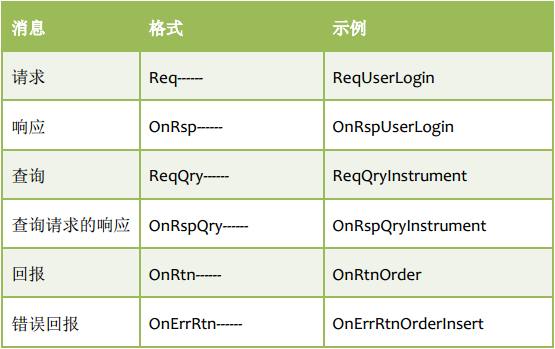 消息 格式 示例
请求 Req------ ReqUserLogin
响应 OnRsp------ OnRspUserLogin
查询 ReqQry------ ReqQryInstrument
查询请求的响应 OnRspQry------ OnRspQryInstrument
回报 OnRtn------ OnRtnOrder
错误回报 OnErrRtn------ OnErrRtnOrderInsert